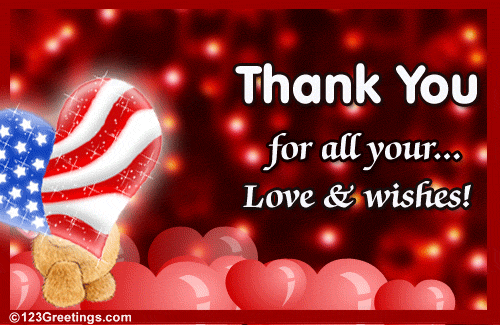 Thank You
for all your...
Love & wishes!
©123Greetings.com